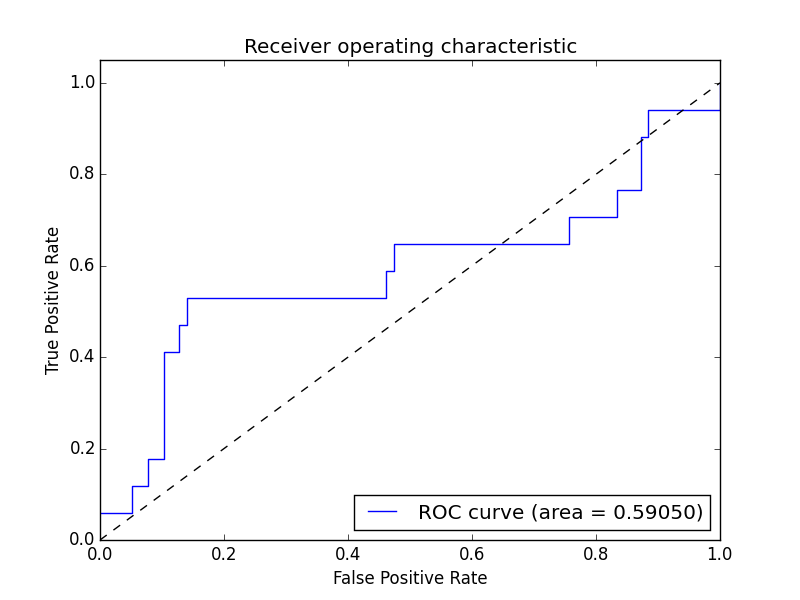 Receiver operating characteristic
1.0
0.8
0.6
0.4
0.2
0.0
True Positive Rate
ROC curve (area = 0.59050)
0.0 0.2 0.4 0.6 0.8 1.0
False Positive Rate